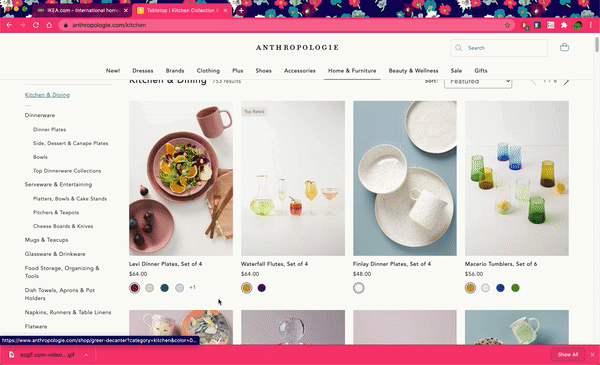 IKEA.com – International hom
Tabletop | Kitchen Collection
anthropologie.com/kitchen
ANTHROPOLOGIE
Search
New!
Dresses
Brands
Clothing
Plus
Shoes
Accessories
Home & Furniture
Beauty & Wellness
Sale
Gifts
Kitchen & Dining
753 results
Sort:
Featured
1 / 8
Kitchen & Dining
Dinnerware
Dinner Plates
Side, Dessert & Canape Plates
Bowls
Top Dinnerware Collections
Serveware & Entertaining
Platters, Bowls & Cake Stands
Pitchers & Teapots
Cheese Boards & Knives
Mugs & Teacups
Glassware & Drinkware
Food Storage, Organizing &
Tools
Dish Towels, Aprons & Pot
Holders
Napkins, Runners & Table Linens
Flatware
Top Rated
Levi Dinner Plates, Set of 4
$64.00
+1
Waterfall Flutes, Set of 4
$64.00
Finlay Dinner Plates, Set of 4
$48.00
Macerio Tumblers, Set of 6
$56.00
https://www.anthropologie.com/shop/greer-decanter?category=kitchen&color=0...
Show All